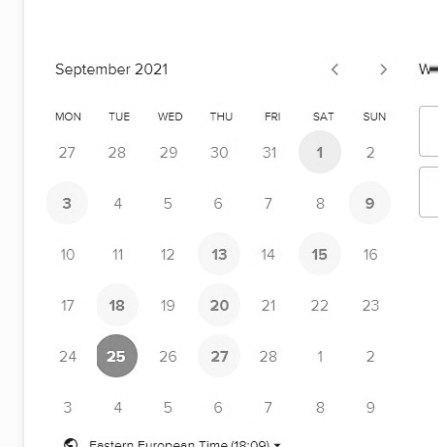 September 2021
MON TUE WED THU FRI SAT SUN
27 28 29 30 31 1 2
3 4 5 6 7 8 9
10 11 12 13 14 15 16
17 18 19 20 21 22 23
24 25 26 27 28 1 2
3 4 5 6 7 8 9
Eastern European Time (18:09)